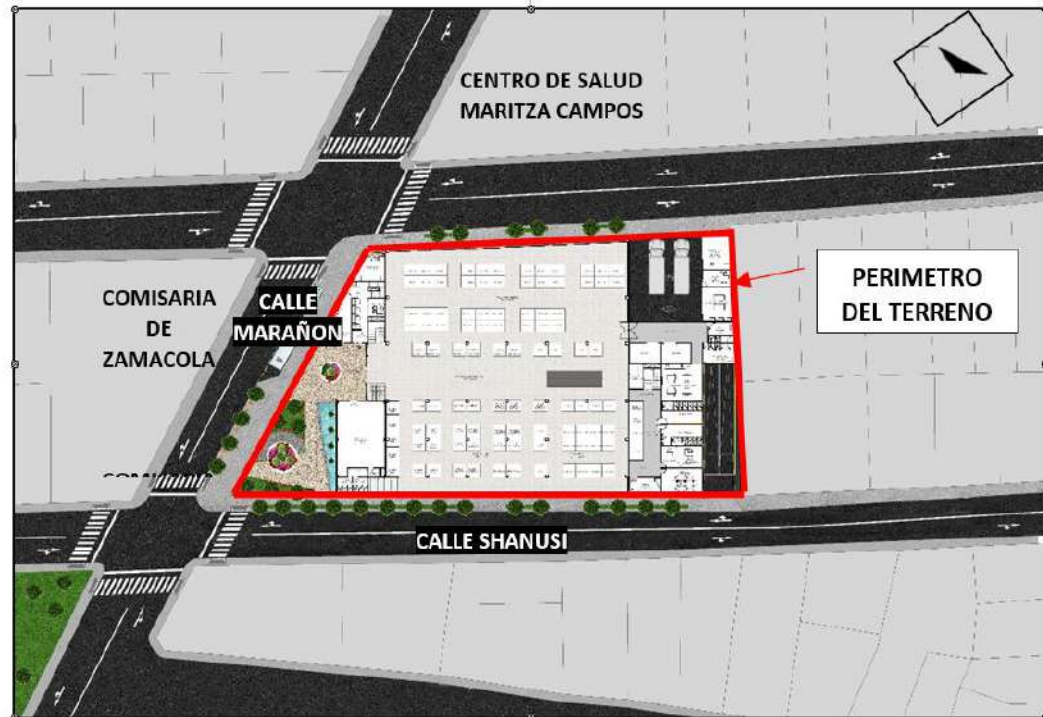 CENTRO DE SALUD
MARITZA CAMPOS
PERIMETRO
DEL TERRENO
COMISARIA
DE
ZAMACOLA
CALLE
MARAÑON
CALLE SHANUSI